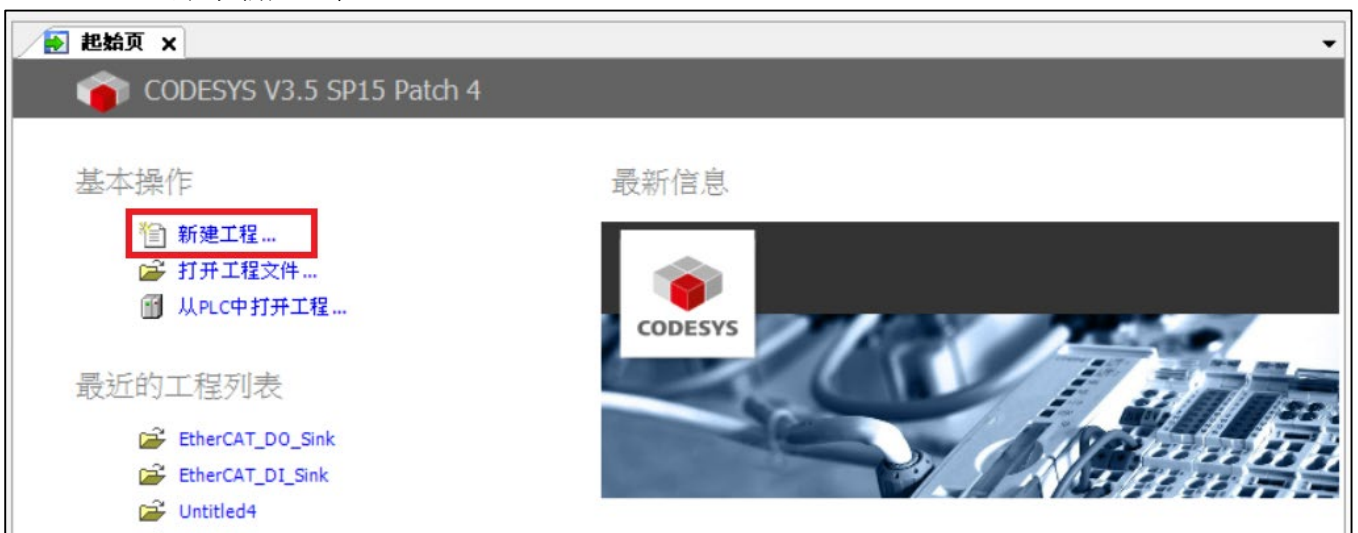 起始页
CODESYS V3.5 SP15 Patch 4
基本操作
新建工程...
打开工程文件...
从PLC中打开工程...
最近的工程列表
EtherCAT_DO_Sink
EtherCAT_DI_Sink
Untitled4
最新信息
CODESYS